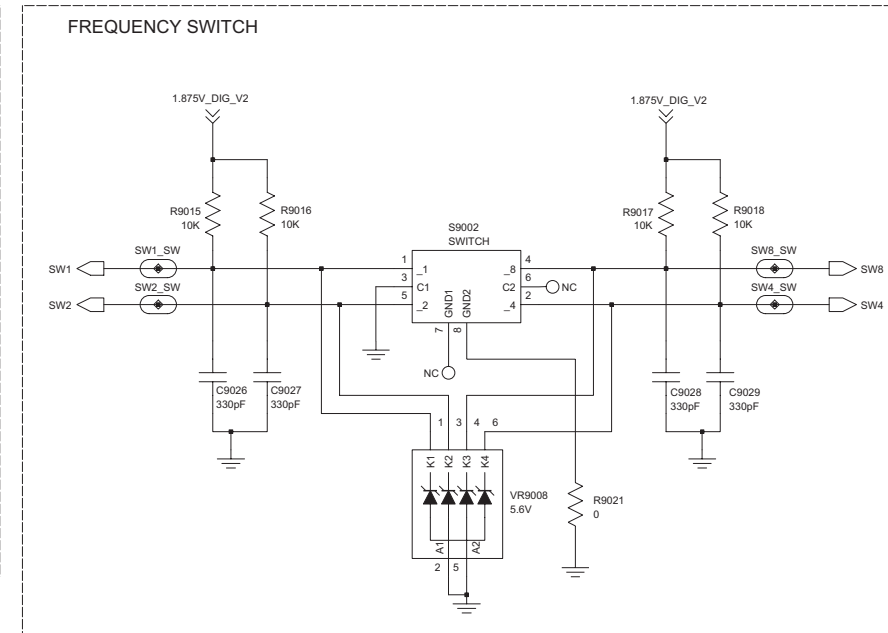 FREQUENCY SWITCH
1.875V_DIG_V2
1.875V_DIG_V2
R9015
10K
R9016
10K
R9017
10K
R9018
10K
S9002
SWITCH
SW1_SW
SW8_SW
SW1
SW8
SW2_SW
SW4_SW
SW2
SW4
1
_1
_8
4
3
C1
C2
6
NC
5
_2
_4
2
GND1
GND2
7
8
NC
C9026
330pF
C9027
330pF
C9028
330pF
C9029
330pF
1
3
4
6
K1
K2
K3
K4
VR9008
5.6V
R9021
0
A1
A2
2
5